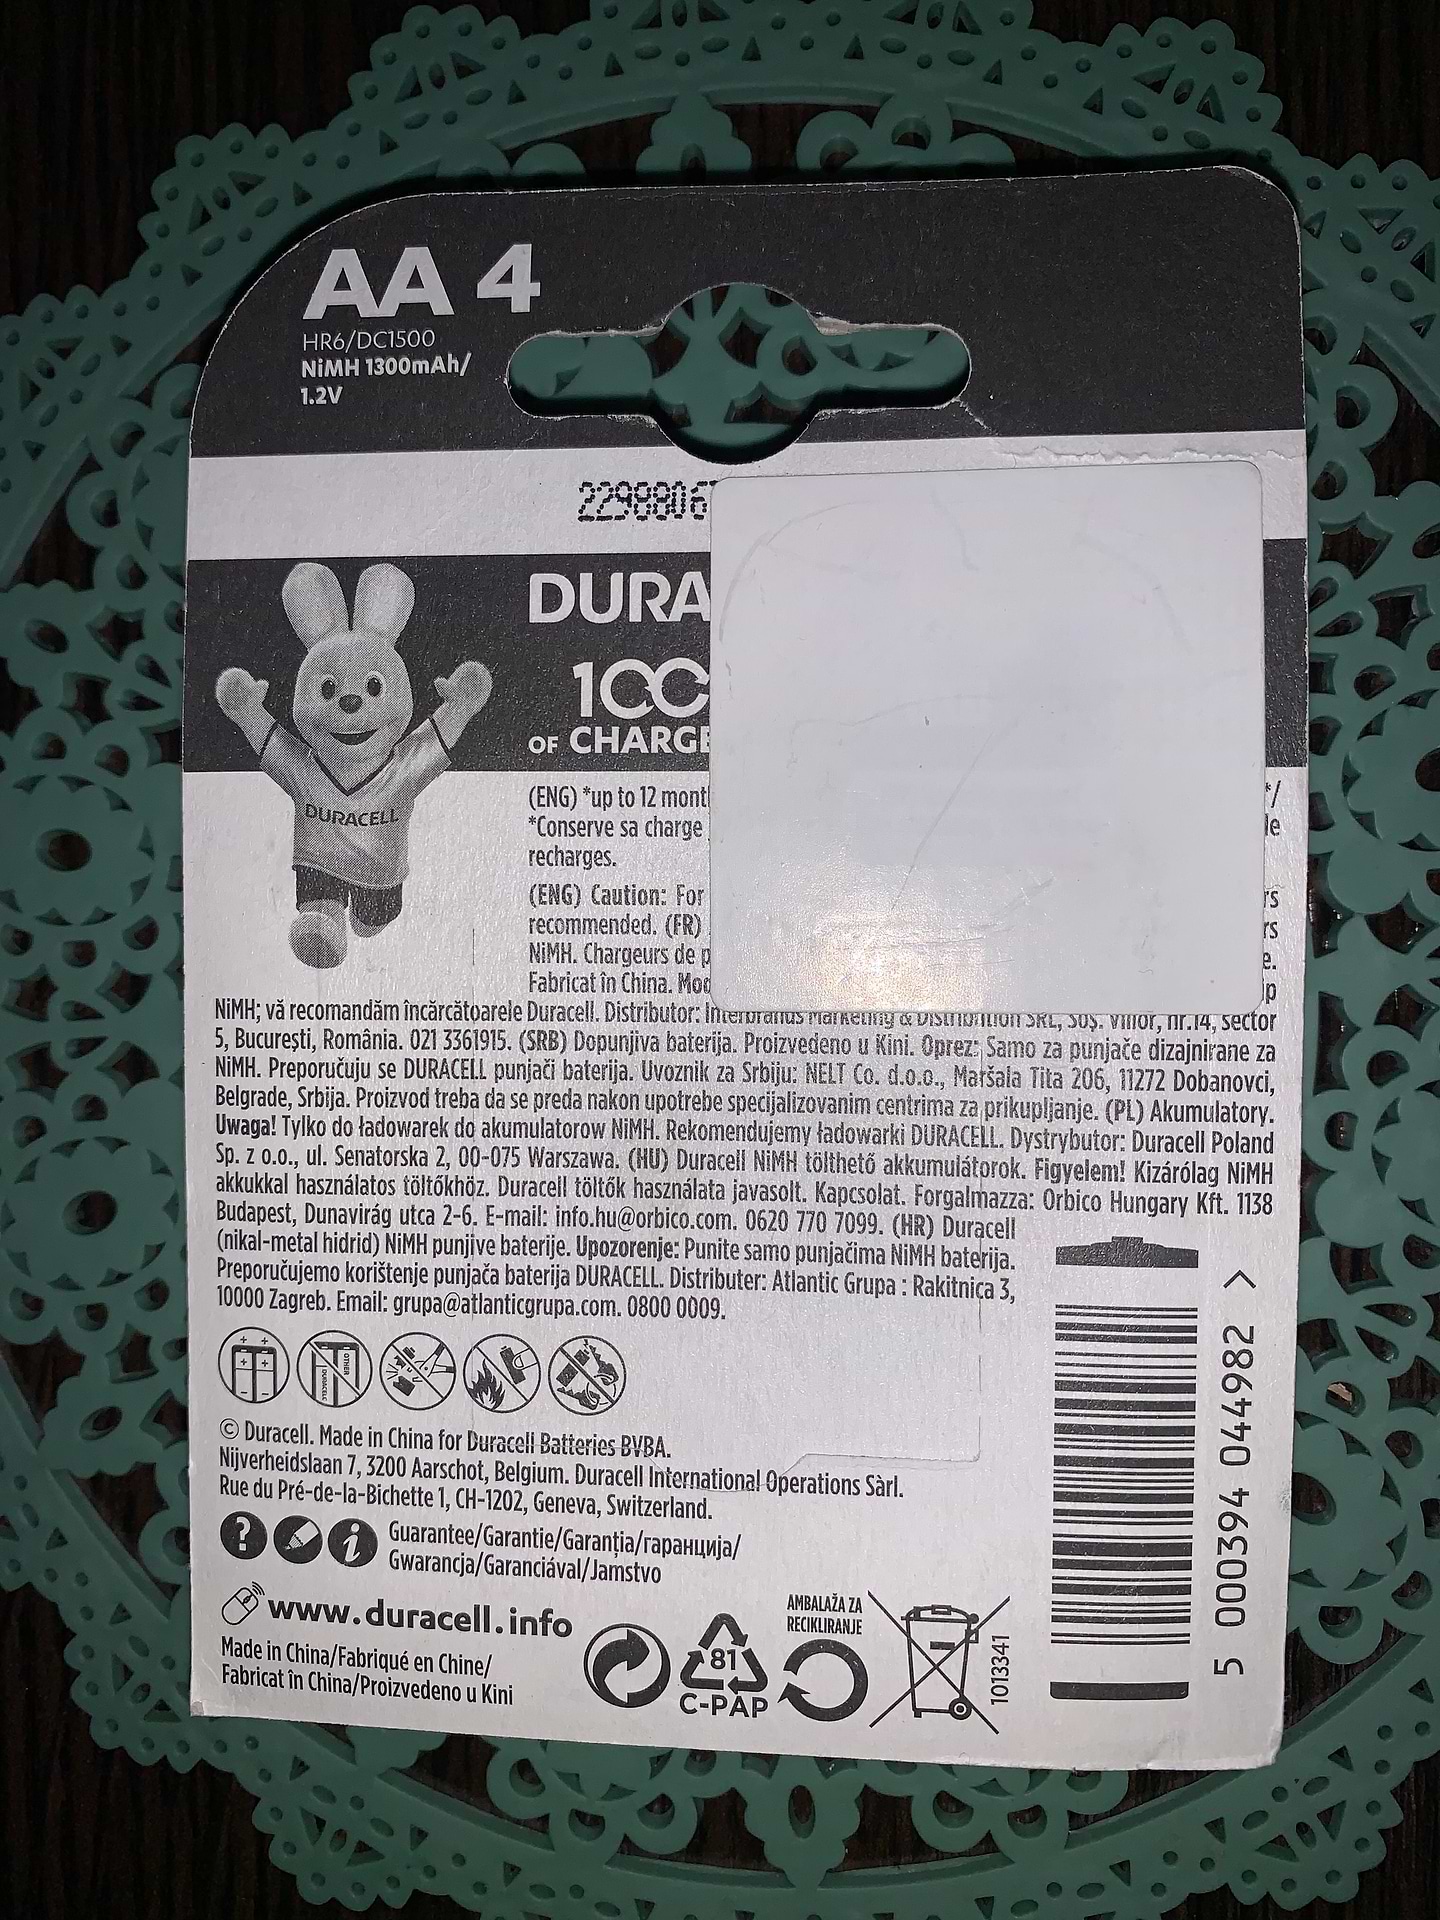 AA 4
HR6/DC1500
NiMH 1300mAh/
1.2V
2298806
DURA
100
OF CHARGE
DURACELL
(ENG) *up to 12 mont
*/
*Conserve sa charge
le
recharges.
(ENG) Caution: For
rs
recommended. (FR)
rs
NiMH. Chargeurs de p
e.
Fabricat în China. Mod
ip
NiMH; vă recomandăm încărcătoarele Duracell. Distributor: Interbrands Marketing & Distribution SRL, Soș. Viilor, nr.14, sector
5, București, România. 021 3361915. (SRB) Dopunjiva baterija. Proizvedeno u Kini. Oprez: Samo za punjače dizajnirane za
NiMH. Preporučuju se DURACELL punjači baterija. Uvoznik za Srbiju: NELT Co. d.o.o., Maršala Tita 206, 11272 Dobanovci,
Belgrade, Srbija. Proizvod treba da se preda nakon upotrebe specijalizovanim centrima za prikupljanje. (PL) Akumulatory.
Uwaga! Tylko do ładowarek do akumulatorow NiMH. Rekomendujemy ładowarki DURACELL. Dystrybutor: Duracell Poland
Sp. z o.o., ul. Senatorska 2, 00-075 Warszawa. (HU) Duracell NiMH tölthető akkumulátorok. Figyelem! Kizárólag NiMH
akkukkal használatos töltőkhöz. Duracell töltők használata javasolt. Kapcsolat. Forgalmazza: Orbico Hungary Kft. 1138
Budapest, Dunavirág utca 2-6. E-mail: info.hu@orbico.com. 0620 770 7099. (HR) Duracell
(nikal-metal hidrid) NiMH punjive baterije. Upozorenje: Punite samo punjačima NiMH baterija.
Preporučujemo korištenje punjača baterija DURACELL. Distributer: Atlantic Grupa : Rakitnica 3,
10000 Zagreb. Email: grupa@atlanticgrupa.com. 0800 0009.
OTHER
DURACELL
© Duracell. Made in China for Duracell Batteries BVBA.
Nijverheidslaan 7, 3200 Aarschot, Belgium. Duracell International Operations Sàrl.
Rue du Pré-de-la-Bichette 1, CH-1202, Geneva, Switzerland.
Guarantee/Garantie/Garanția/гаранција/
Gwarancja/Garanciával/Jamstvo
www.duracell.info
Made in China/Fabriqué en Chine/
Fabricat în China/Proizvedeno u Kini
81
C-PAP
AMBALAŽA ZA
RECIKLIRANJE
1013341
5 000394 044982 >